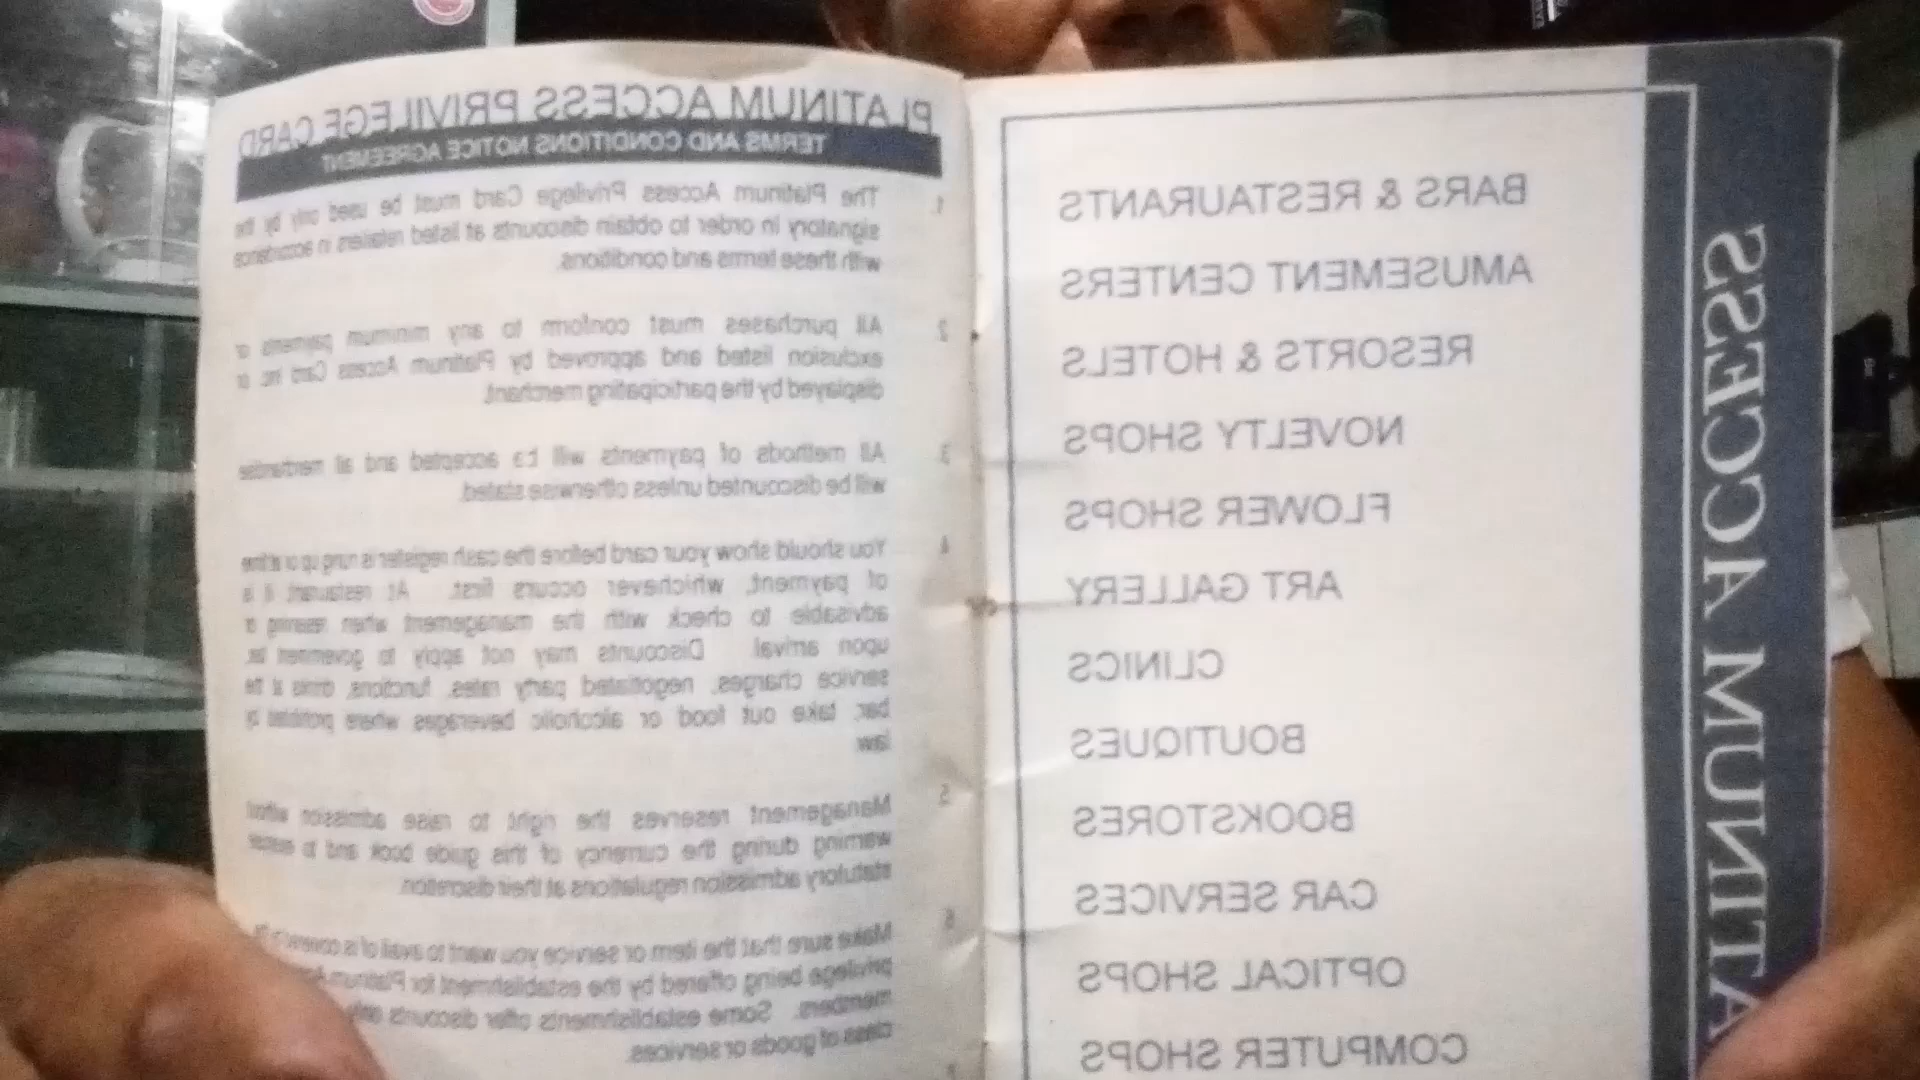 PLATINUM ACCESS PRIVILEGE CARD
TERMS AND CONDITIONS NOTICE AGREEMENT
1. The Platinum Access Privilege Card must be used only by the
signatory in order to obtain discounts at listed retailers in accordance
with these terms and conditions.
2 All purchases must conform to any minimum payments or
exclusion listed and approved by Platinum Access Card Inc. or
displayed by the participating merchant.
3 All methods of payments will be accepted and all merchandise
will be discounted unless otherwise stated.
4 You should show your card before the cash register is rung up or at time
of payment, whichever occurs first. At restaurant, it is
advisable to check with the management when reserving or
upon arrival. Discounts may not apply to government tax,
service charges, negotiated party rates, functions, drinks at the
bar, take out food or alcoholic beverages where prohibited by
law.
5 Management reserves the right to raise admission without
warning during the currency of this guide book and to
statutory admission regulations at their discretion.
6 Make sure that the item or service you want to avail of is covered
privilege being offered by the establishment for Platinum
members. Some establishments offer discounts only
class of goods or services.
7
BARS & RESTAURANTS
AMUSEMENT CENTERS
RESORTS & HOTELS
NOVELTY SHOPS
FLOWER SHOPS
ART GALLERY
CLINICS
BOUTIQUES
BOOKSTORES
CAR SERVICES
OPTICAL SHOPS
COMPUTER SHOPS
ATINUM ACCESS